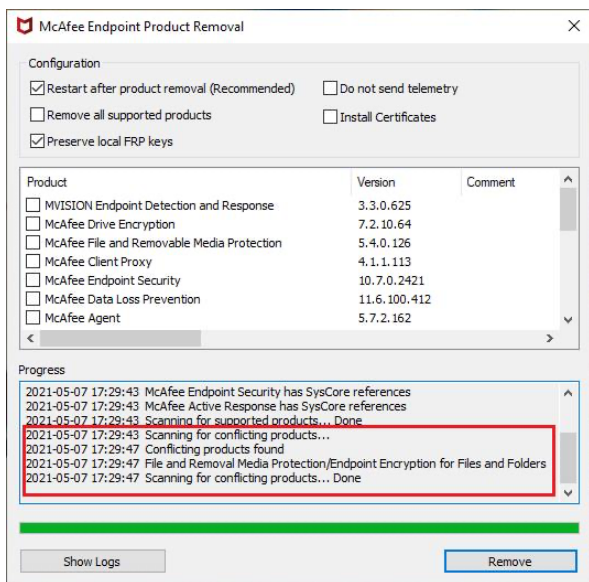 McAfee Endpoint Product Removal
Configuration
Restart after product removal (Recommended)
Do not send telemetry
Remove all supported products
Install Certificates
Preserve local FRP keys
Product Version Comment
MVISION Endpoint Detection and Response 3.3.0.625
McAfee Drive Encryption 7.2.10.64
McAfee File and Removable Media Protection 5.4.0.126
McAfee Client Proxy 4.1.1.113
McAfee Endpoint Security 10.7.0.2421
McAfee Data Loss Prevention 11.6.100.412
McAfee Agent 5.7.2.162
Progress
2021-05-07 17:29:43 McAfee Endpoint Security has SysCore references
2021-05-07 17:29:43 McAfee Active Response has SysCore references
2021-05-07 17:29:43 Scanning for supported products... Done
2021-05-07 17:29:43 Scanning for conflicting products...
2021-05-07 17:29:47 Conflicting products found
2021-05-07 17:29:47 File and Removal Media Protection/Endpoint Encryption for Files and Folders
2021-05-07 17:29:47 Scanning for conflicting products... Done
Show Logs
Remove